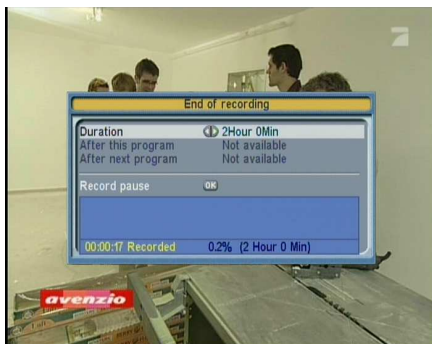 End of recording
Duration 2Hour 0Min
After this program Not available
After next program Not available
Record pause OK
00:00:17 Recorded 0.2% (2 Hour 0 Min)
avenzio